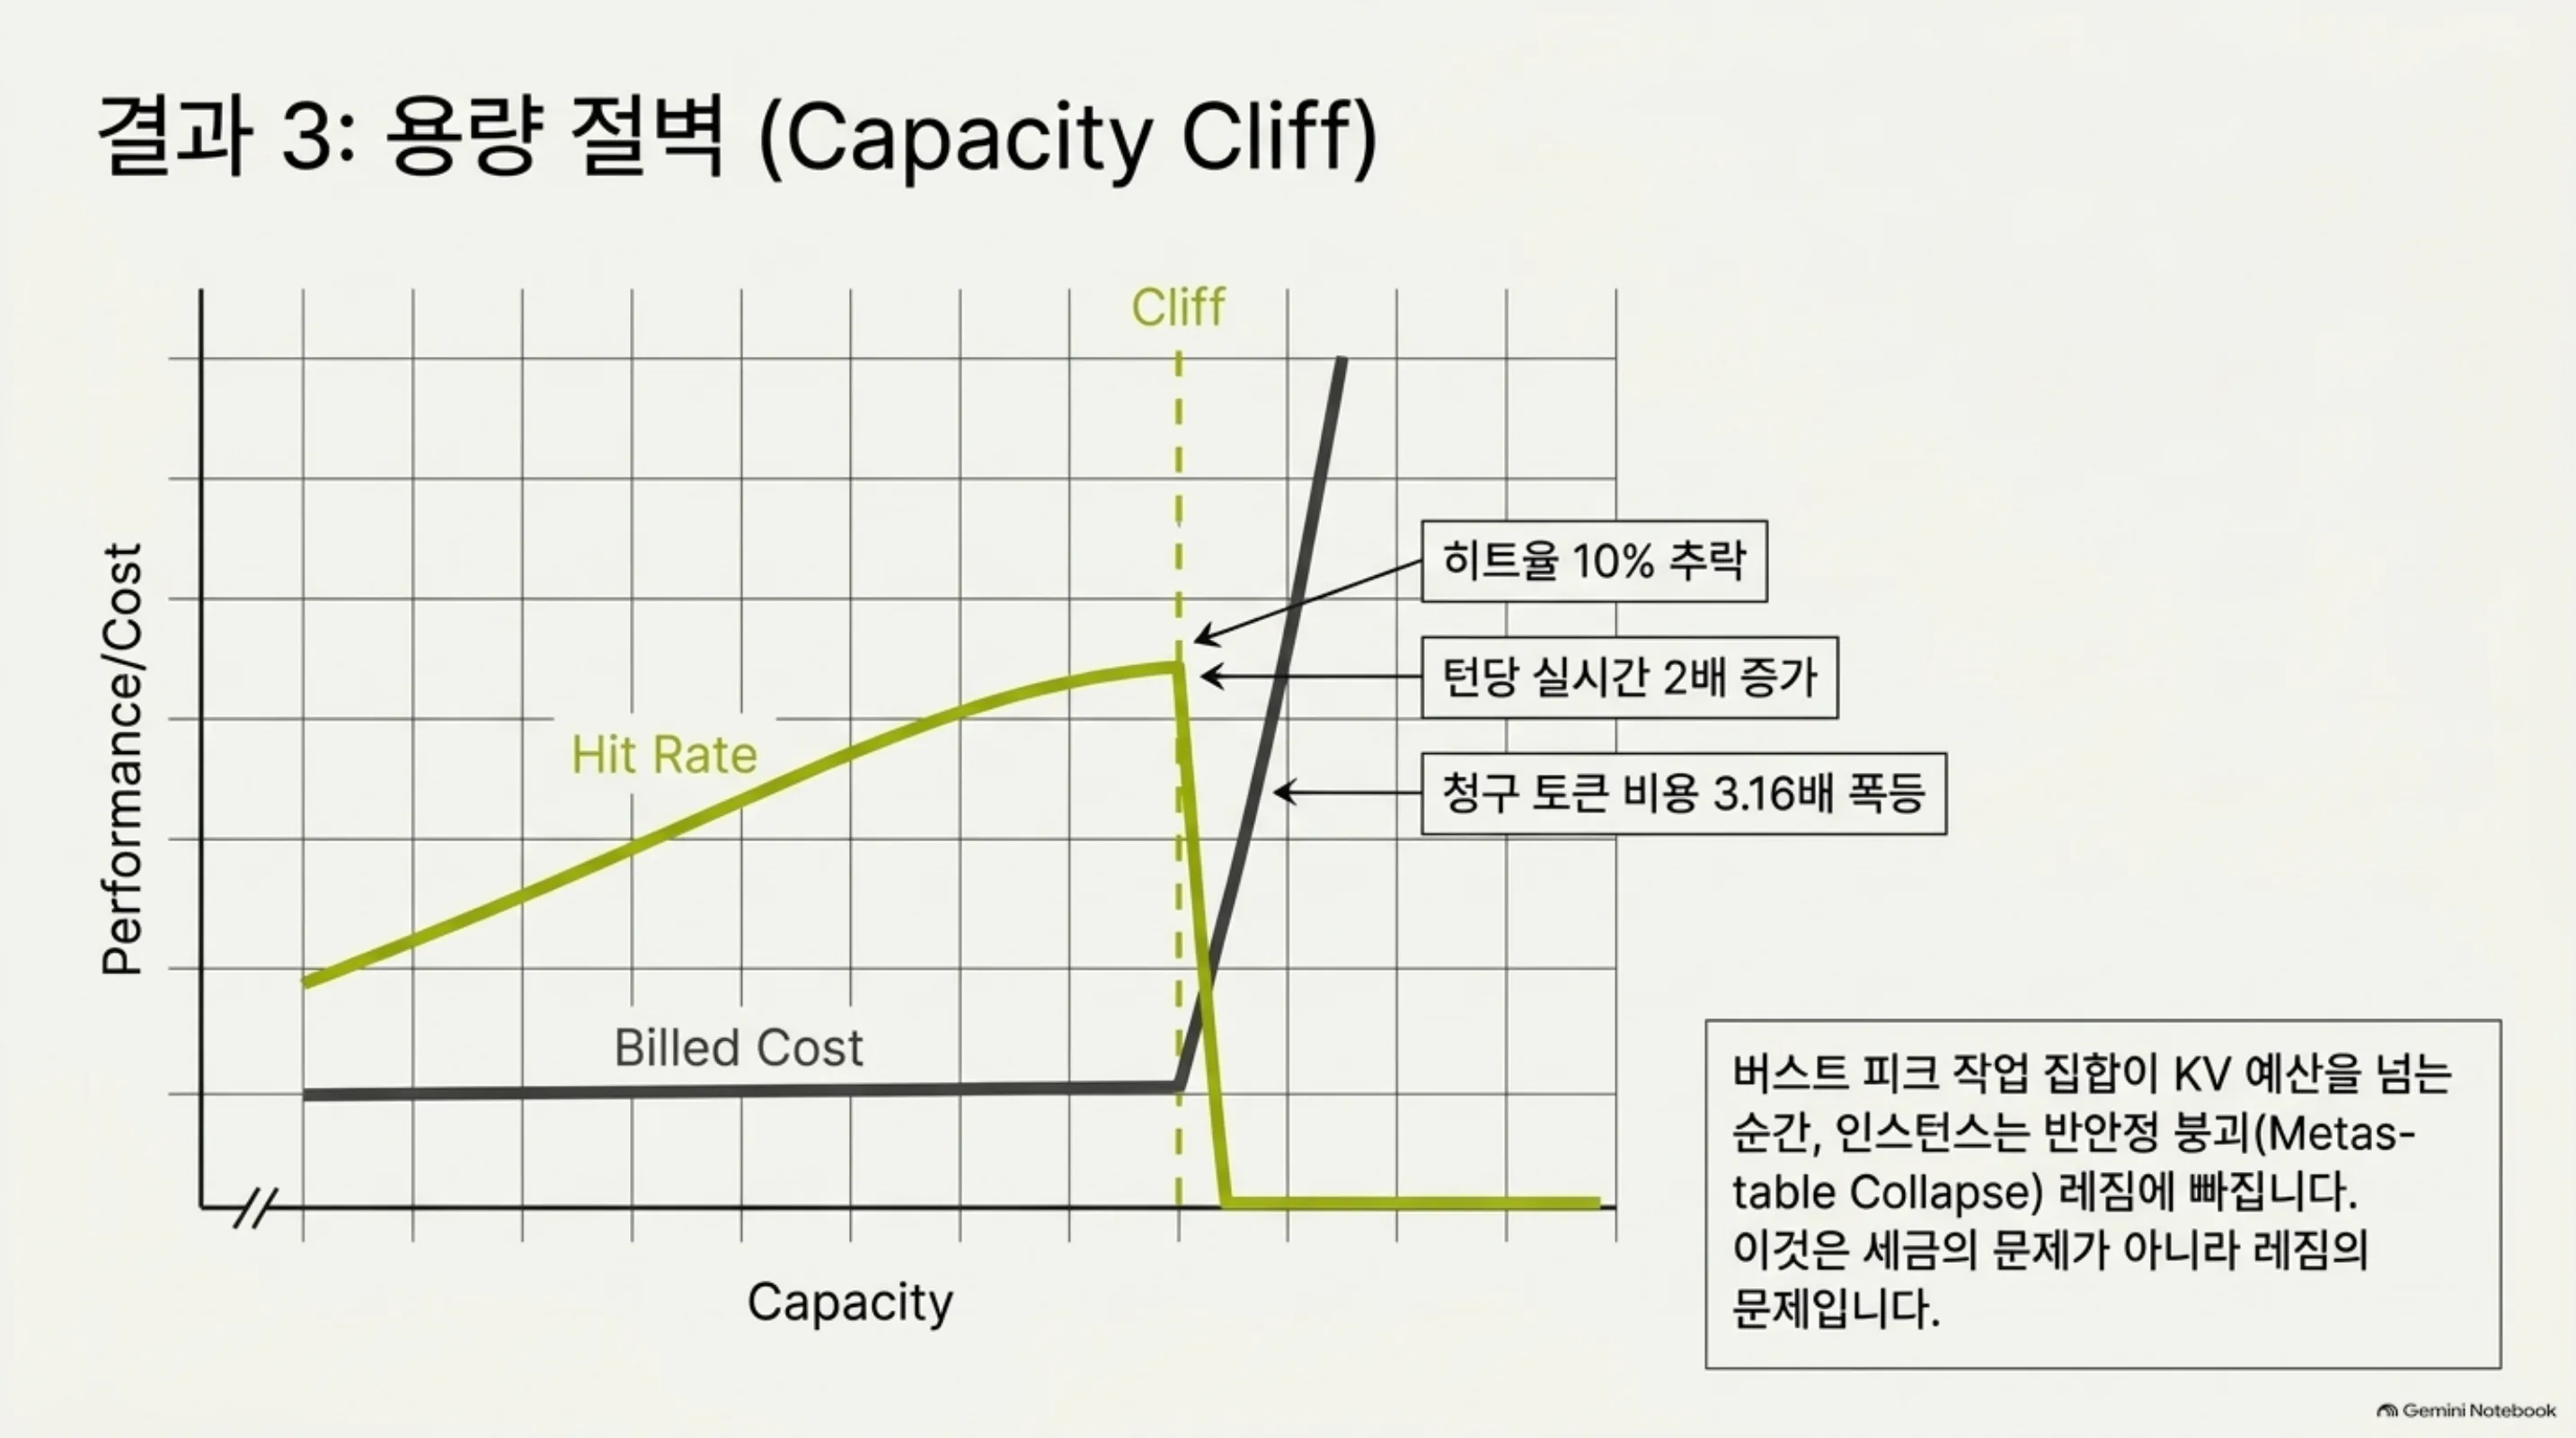 결과 3: 용량 절벽 (Capacity Cliff)
Cliff
Performance/Cost
히트율 10% 추락
턴당 실시간 2배 증가
Hit Rate
청구 토큰 비용 3.16배 폭등
Billed Cost
Capacity
버스트 피크 작업 집합이 KV 예산을 넘는
순간, 인스턴스는 반안정 붕괴(Metas-
table Collapse) 레짐에 빠집니다.
이것은 세금의 문제가 아니라 레짐의
문제입니다.
Gemini Notebook